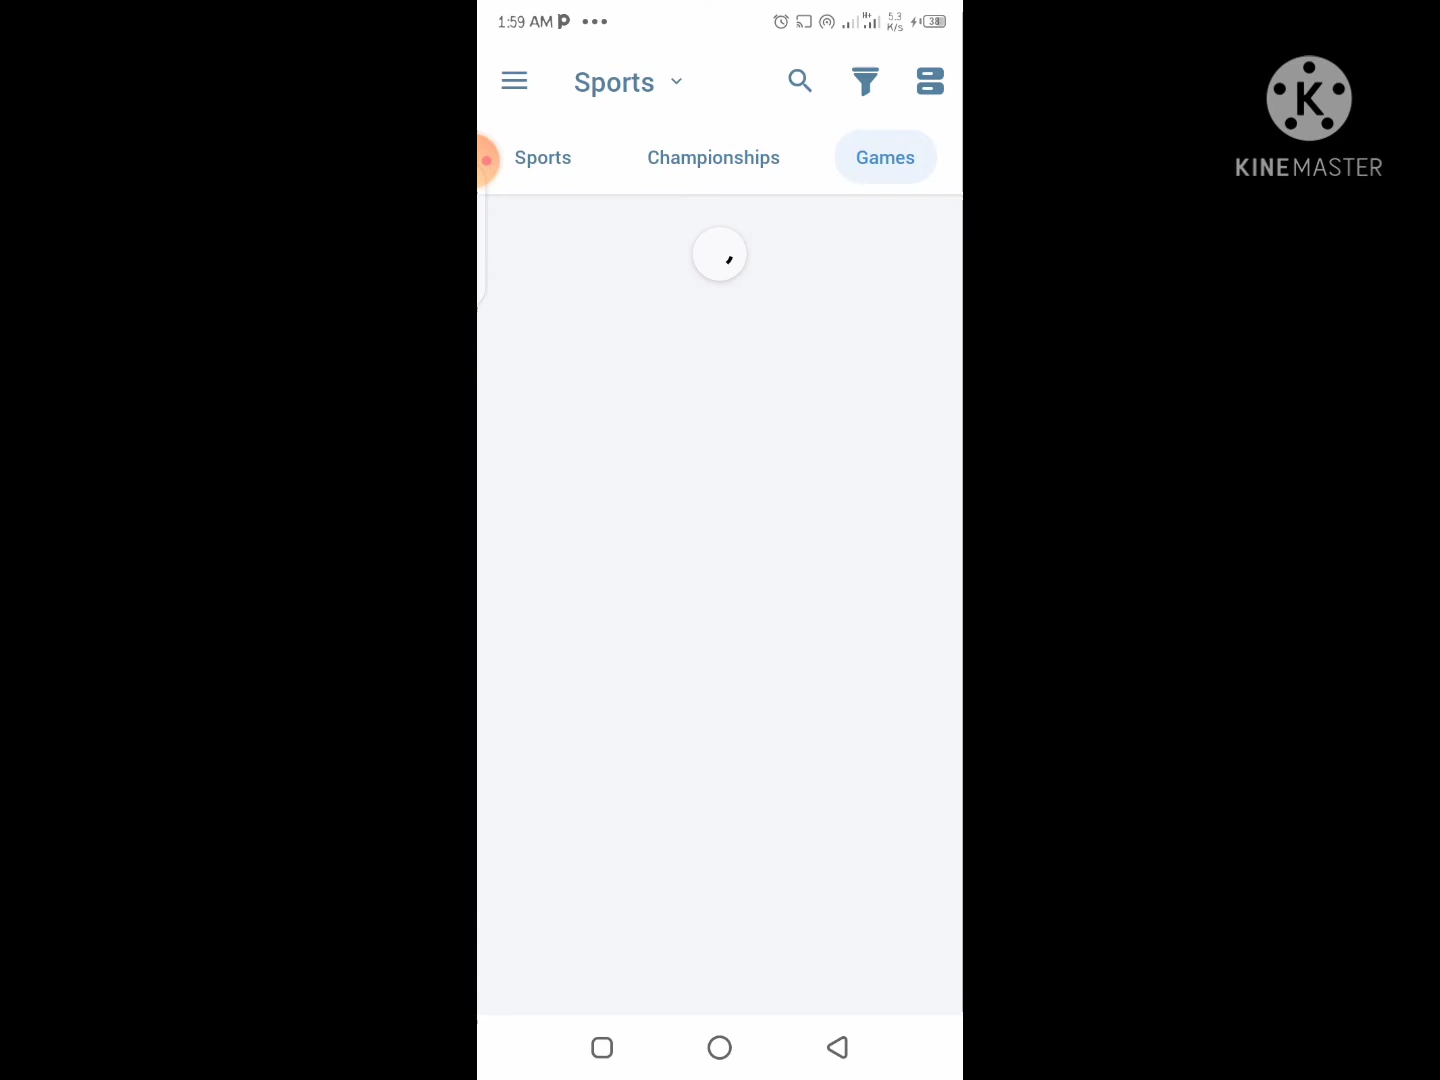 1:59 AM
5.3
K/s
H+
38
Sports
Sports
Championships
Games
K
KINEMASTER